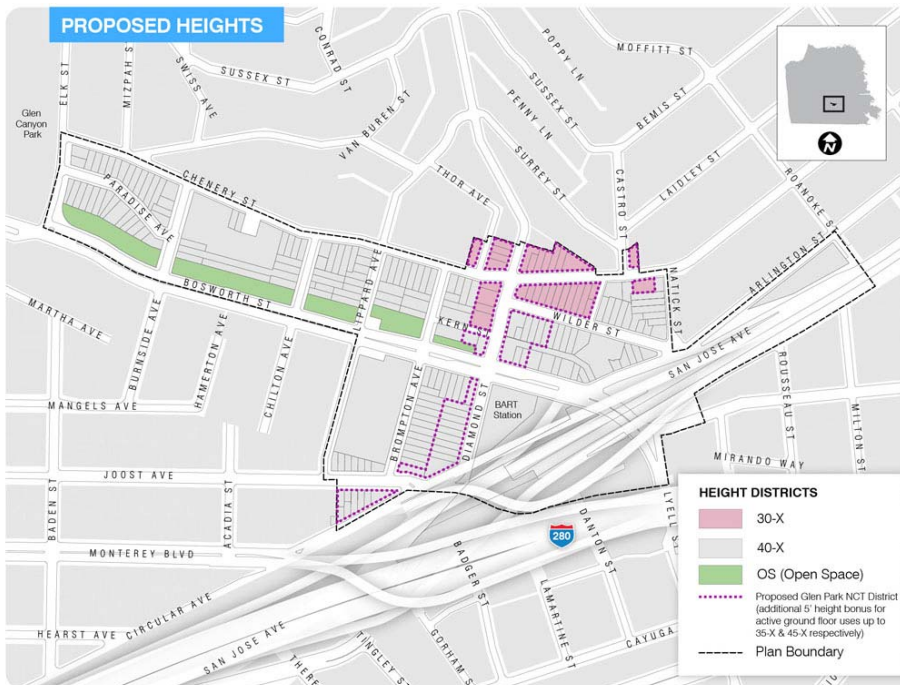 PROPOSED HEIGHTS
ELK ST
MIZPAH S
SWISS AVE
SUSSEX ST
CONRAD ST
VAN BUREN ST
POPPY LN
SUSSEX ST
PENNY LN
SURREY ST
MOFFITT ST
BEMIS ST
CASTRO ST
LAIDLEY ST
ROANOKE S
Glen
Canyon
Park
N
PARADISE AVE
CHENERY ST
THOR AVE
LIPPARD AVE
BOSWORTH ST
KERN ST
WILDER ST
NATICK ST
ARLINGTON ST
SAN JOSE AVE
MARTHA AVE
BURNSIDE AVE
HAMERTON AVE
CHILTON AVE
MANGELS AVE
BROMPTON AVE
DIAMOND ST
BART
Station
ROUSSEAU ST
MILTON ST
MIRANDO WAY
JOOST AVE
BADEN ST
ACADIA ST
MONTEREY BLVD
280
LYELL ST
DANTON ST
BADGER ST
LAMARTINE ST
CAYUGA
HEARST AVE
CIRCULAR AVE
SAN JOSE AVE
TINGLEY ST
GORHAM S
THERE
HEIGHT DISTRICTS
30-X
40-X
OS (Open Space)
Proposed Glen Park NCT District
(additional 5' height bonus for
active ground floor uses up to
35-X & 45-X respectively)
Plan Boundary